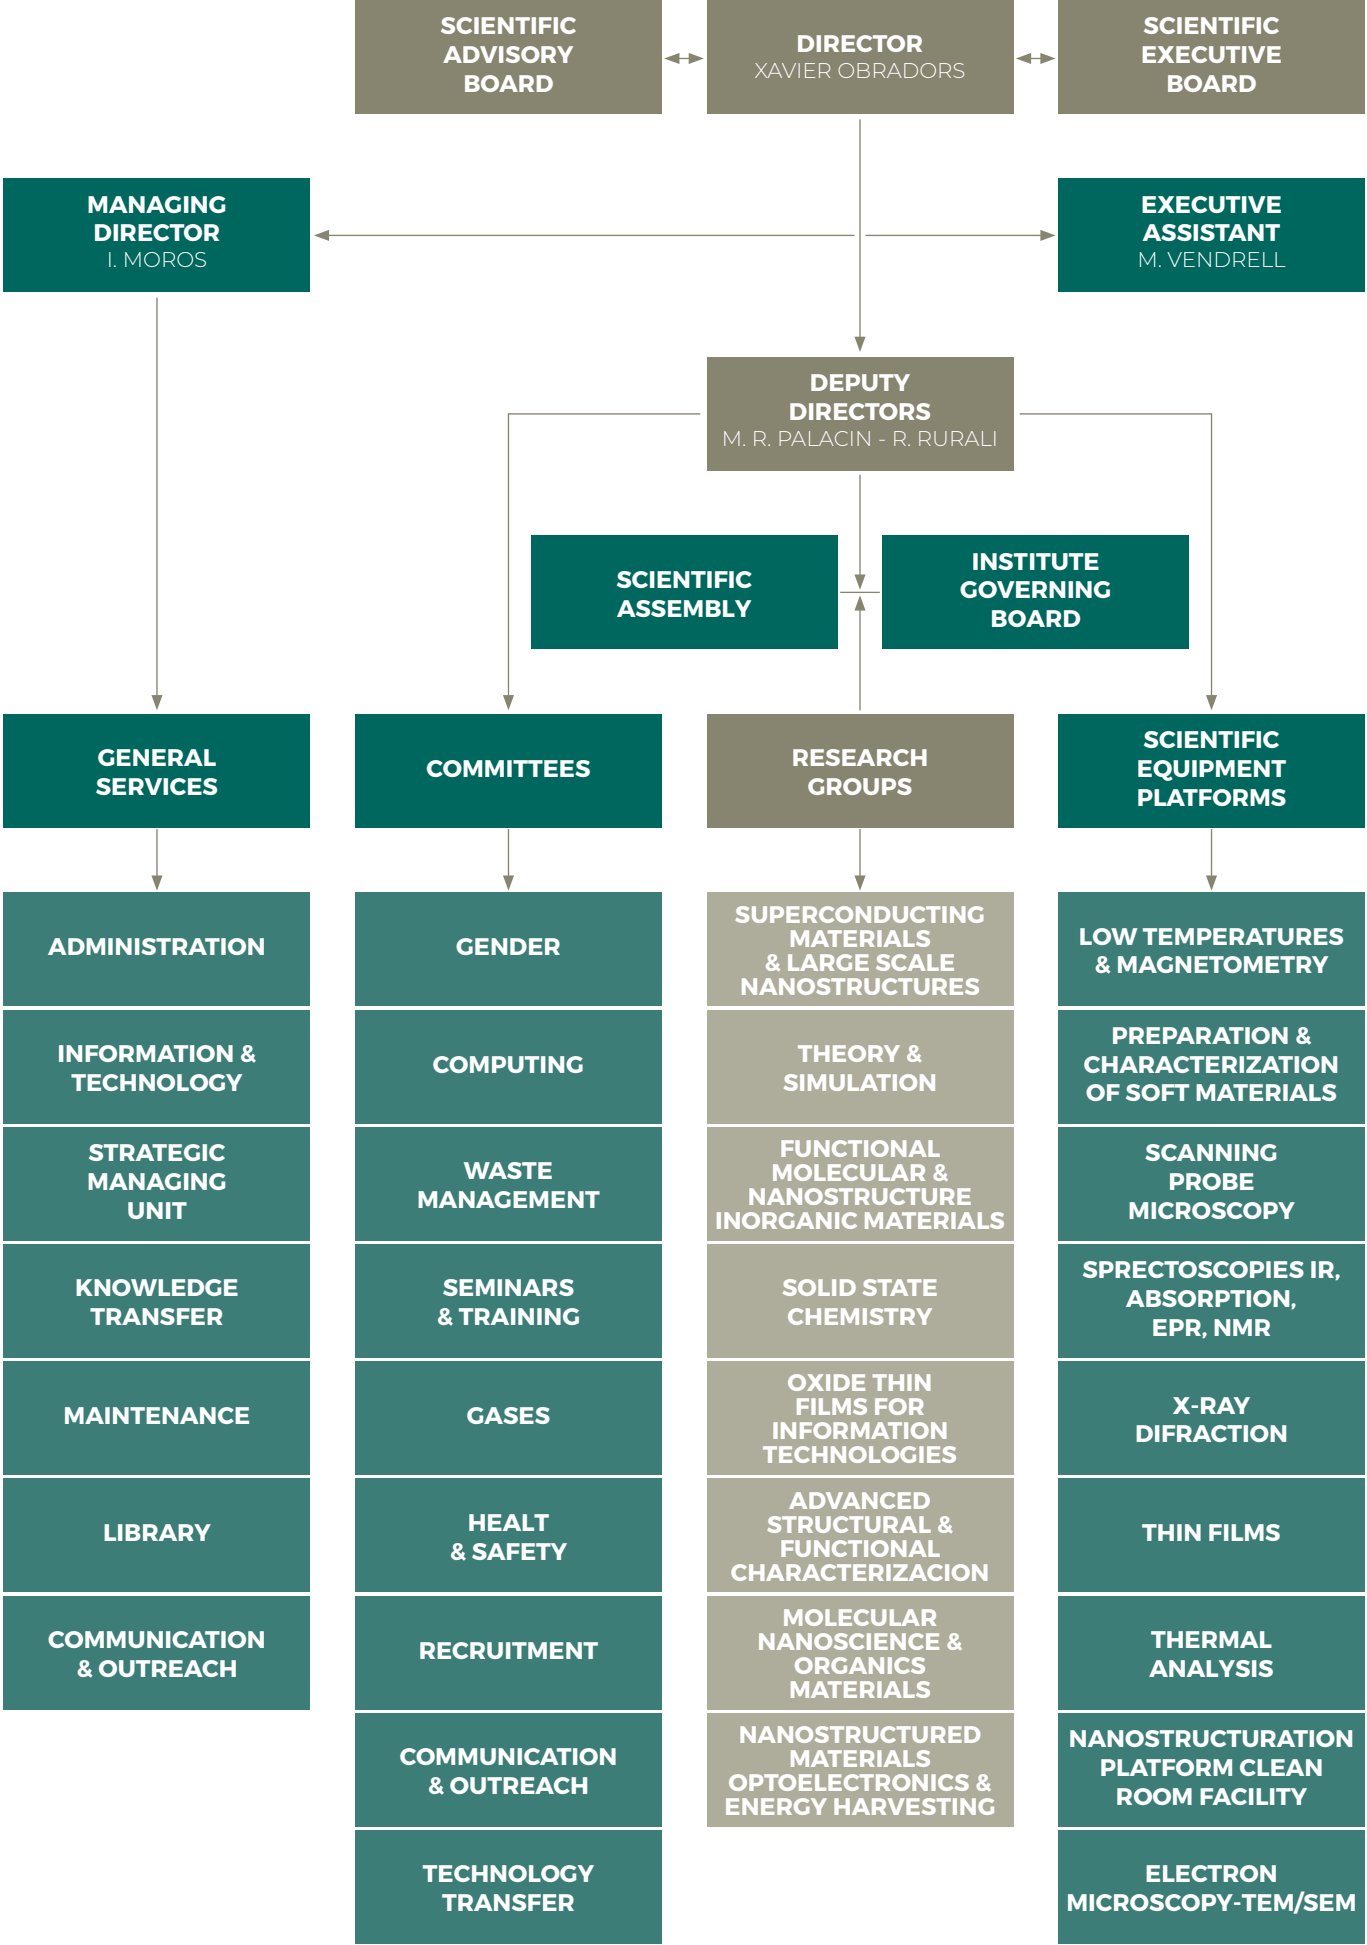 SCIENTIFIC
ADVISORY
BOARD
DIRECTOR
XAVIER OBRADORS
SCIENTIFIC
EXECUTIVE
BOARD
MANAGING
DIRECTOR
I. MOROS
EXECUTIVE
ASSISTANT
M. VENDRELL
DEPUTY
DIRECTORS
M. R. PALACIN - R. RURALI
SCIENTIFIC
ASSEMBLY
INSTITUTE
GOVERNING
BOARD
GENERAL
SERVICES
COMMITTEES
RESEARCH
GROUPS
SCIENTIFIC
EQUIPMENT
PLATFORMS
ADMINISTRATION
INFORMATION &
TECHNOLOGY
STRATEGIC
MANAGING
UNIT
KNOWLEDGE
TRANSFER
MAINTENANCE
LIBRARY
COMMUNICATION
& OUTREACH
GENDER
COMPUTING
WASTE
MANAGEMENT
SEMINARS
& TRAINING
GASES
HEALT
& SAFETY
RECRUITMENT
COMMUNICATION
& OUTREACH
TECHNOLOGY
TRANSFER
SUPERCONDUCTING
MATERIALS
& LARGE SCALE
NANOSTRUCTURES
THEORY &
SIMULATION
FUNCTIONAL
MOLECULAR &
NANOSTRUCTURE
INORGANIC MATERIALS
SOLID STATE
CHEMISTRY
OXIDE THIN
FILMS FOR
INFORMATION
TECHNOLOGIES
ADVANCED
STRUCTURAL &
FUNCTIONAL
CHARACTERIZACION
MOLECULAR
NANOSCIENCE &
ORGANICS
MATERIALS
NANOSTRUCTURED
MATERIALS
OPTOELECTRONICS &
ENERGY HARVESTING
LOW TEMPERATURES
& MAGNETOMETRY
PREPARATION &
CHARACTERIZATION
OF SOFT MATERIALS
SCANNING
PROBE
MICROSCOPY
SPRECTOSCOPIES IR,
ABSORPTION,
EPR, NMR
X-RAY
DIFRACTION
THIN FILMS
THERMAL
ANALYSIS
NANOSTRUCTURATION
PLATFORM CLEAN
ROOM FACILITY
ELECTRON
MICROSCOPY-TEM/SEM